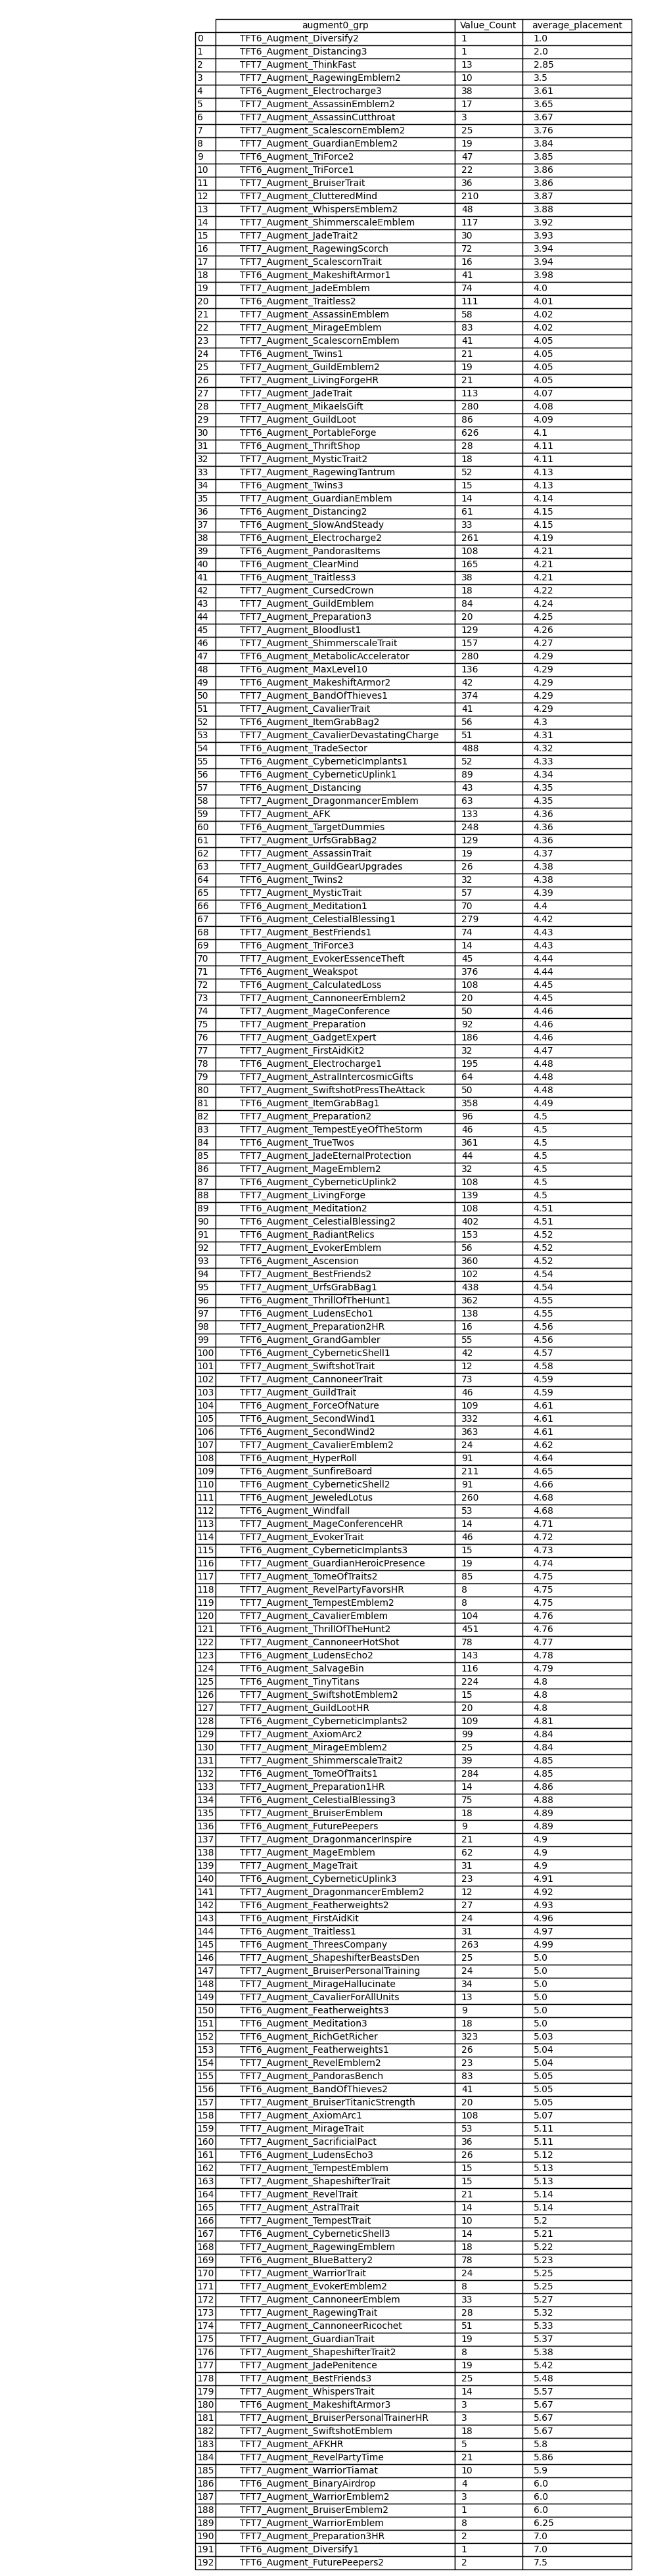 augment0_grp Value_Count average_placement
0 TFT6_Augment_Diversify2 1 1.0
1 TFT6_Augment_Distancing3 1 2.0
2 TFT7_Augment_ThinkFast 13 2.85
3 TFT7_Augment_RagewingEmblem2 10 3.5
4 TFT6_Augment_Electrocharge3 38 3.61
5 TFT7_Augment_AssassinEmblem2 17 3.65
6 TFT7_Augment_AssassinCutthroat 3 3.67
7 TFT7_Augment_ScalescornEmblem2 25 3.76
8 TFT7_Augment_GuardianEmblem2 19 3.84
9 TFT6_Augment_TriForce2 47 3.85
10 TFT6_Augment_TriForce1 22 3.86
11 TFT7_Augment_BruiserTrait 36 3.86
12 TFT7_Augment_ClutteredMind 210 3.87
13 TFT7_Augment_WhispersEmblem2 48 3.88
14 TFT7_Augment_ShimmerscaleEmblem 117 3.92
15 TFT7_Augment_JadeTrait2 30 3.93
16 TFT7_Augment_RagewingScorch 72 3.94
17 TFT7_Augment_ScalescornTrait 16 3.94
18 TFT6_Augment_MakeshiftArmor1 41 3.98
19 TFT7_Augment_JadeEmblem 74 4.0
20 TFT6_Augment_Traitless2 111 4.01
21 TFT7_Augment_AssassinEmblem 58 4.02
22 TFT7_Augment_MirageEmblem 83 4.02
23 TFT7_Augment_ScalescornEmblem 41 4.05
24 TFT6_Augment_Twins1 21 4.05
25 TFT7_Augment_GuildEmblem2 19 4.05
26 TFT7_Augment_LivingForgeHR 21 4.05
27 TFT7_Augment_JadeTrait 113 4.07
28 TFT7_Augment_MikaelsGift 280 4.08
29 TFT7_Augment_GuildLoot 86 4.09
30 TFT6_Augment_PortableForge 626 4.1
31 TFT6_Augment_ThriftShop 28 4.11
32 TFT7_Augment_MysticTrait2 18 4.11
33 TFT7_Augment_RagewingTantrum 52 4.13
34 TFT6_Augment_Twins3 15 4.13
35 TFT7_Augment_GuardianEmblem 14 4.14
36 TFT6_Augment_Distancing2 61 4.15
37 TFT6_Augment_SlowAndSteady 33 4.15
38 TFT6_Augment_Electrocharge2 261 4.19
39 TFT6_Augment_PandorasItems 108 4.21
40 TFT6_Augment_ClearMind 165 4.21
41 TFT6_Augment_Traitless3 38 4.21
42 TFT7_Augment_CursedCrown 18 4.22
43 TFT7_Augment_GuildEmblem 84 4.24
44 TFT7_Augment_Preparation3 20 4.25
45 TFT7_Augment_Bloodlust1 129 4.26
46 TFT7_Augment_ShimmerscaleTrait 157 4.27
47 TFT6_Augment_MetabolicAccelerator 280 4.29
48 TFT7_Augment_MaxLevel10 136 4.29
49 TFT6_Augment_MakeshiftArmor2 42 4.29
50 TFT7_Augment_BandOfThieves1 374 4.29
51 TFT7_Augment_CavalierTrait 41 4.29
52 TFT6_Augment_ItemGrabBag2 56 4.3
53 TFT7_Augment_CavalierDevastatingCharge 51 4.31
54 TFT6_Augment_TradeSector 488 4.32
55 TFT6_Augment_CyberneticImplants1 52 4.33
56 TFT6_Augment_CyberneticUplink1 89 4.34
57 TFT6_Augment_Distancing 43 4.35
58 TFT7_Augment_DragonmancerEmblem 63 4.35
59 TFT7_Augment_AFK 133 4.36
60 TFT6_Augment_TargetDummies 248 4.36
61 TFT7_Augment_UrfsGrabBag2 129 4.36
62 TFT7_Augment_AssassinTrait 19 4.37
63 TFT7_Augment_GuildGearUpgrades 26 4.38
64 TFT6_Augment_Twins2 32 4.38
65 TFT7_Augment_MysticTrait 57 4.39
66 TFT6_Augment_Meditation1 70 4.4
67 TFT6_Augment_CelestialBlessing1 279 4.42
68 TFT7_Augment_BestFriends1 74 4.43
69 TFT6_Augment_TriForce3 14 4.43
70 TFT7_Augment_EvokerEssenceTheft 45 4.44
71 TFT6_Augment_Weakspot 376 4.44
72 TFT6_Augment_CalculatedLoss 108 4.45
73 TFT7_Augment_CannoneerEmblem2 20 4.45
74 TFT7_Augment_MageConference 50 4.46
75 TFT7_Augment_Preparation 92 4.46
76 TFT7_Augment_GadgetExpert 186 4.46
77 TFT7_Augment_FirstAidKit2 32 4.47
78 TFT6_Augment_Electrocharge1 195 4.48
79 TFT7_Augment_AstralIntercosmicGifts 64 4.48
80 TFT7_Augment_SwiftshotPressTheAttack 50 4.48
81 TFT6_Augment_ItemGrabBag1 358 4.49
82 TFT7_Augment_Preparation2 96 4.5
83 TFT7_Augment_TempestEyeOfTheStorm 46 4.5
84 TFT6_Augment_TrueTwos 361 4.5
85 TFT7_Augment_JadeEternalProtection 44 4.5
86 TFT7_Augment_MageEmblem2 32 4.5
87 TFT6_Augment_CyberneticUplink2 108 4.5
88 TFT7_Augment_LivingForge 139 4.5
89 TFT6_Augment_Meditation2 108 4.51
90 TFT6_Augment_CelestialBlessing2 402 4.51
91 TFT6_Augment_RadiantRelics 153 4.52
92 TFT7_Augment_EvokerEmblem 56 4.52
93 TFT6_Augment_Ascension 360 4.52
94 TFT7_Augment_BestFriends2 102 4.54
95 TFT7_Augment_UrfsGrabBag1 438 4.54
96 TFT6_Augment_ThrillOfTheHunt1 362 4.55
97 TFT6_Augment_LudensEcho1 138 4.55
98 TFT7_Augment_Preparation2HR 16 4.56
99 TFT6_Augment_GrandGambler 55 4.56
100 TFT6_Augment_CyberneticShell1 42 4.57
101 TFT7_Augment_SwiftshotTrait 12 4.58
102 TFT7_Augment_CannoneerTrait 73 4.59
103 TFT7_Augment_GuildTrait 46 4.59
104 TFT6_Augment_ForceOfNature 109 4.61
105 TFT6_Augment_SecondWind1 332 4.61
106 TFT6_Augment_SecondWind2 363 4.61
107 TFT7_Augment_CavalierEmblem2 24 4.62
108 TFT6_Augment_HyperRoll 91 4.64
109 TFT6_Augment_SunfireBoard 211 4.65
110 TFT6_Augment_CyberneticShell2 91 4.66
111 TFT6_Augment_JeweledLotus 260 4.68
112 TFT6_Augment_Windfall 53 4.68
113 TFT7_Augment_MageConferenceHR 14 4.71
114 TFT7_Augment_EvokerTrait 46 4.72
115 TFT6_Augment_CyberneticImplants3 15 4.73
116 TFT7_Augment_GuardianHeroicPresence 19 4.74
117 TFT7_Augment_TomeOfTraits2 85 4.75
118 TFT7_Augment_RevelPartyFavorsHR 8 4.75
119 TFT7_Augment_TempestEmblem2 8 4.75
120 TFT7_Augment_CavalierEmblem 104 4.76
121 TFT6_Augment_ThrillOfTheHunt2 451 4.76
122 TFT7_Augment_CannoneerHotShot 78 4.77
123 TFT6_Augment_LudensEcho2 143 4.78
124 TFT6_Augment_SalvageBin 116 4.79
125 TFT6_Augment_TinyTitans 224 4.8
126 TFT7_Augment_SwiftshotEmblem2 15 4.8
127 TFT7_Augment_GuildLootHR 20 4.8
128 TFT6_Augment_CyberneticImplants2 109 4.81
129 TFT7_Augment_AxiomArc2 99 4.84
130 TFT7_Augment_MirageEmblem2 25 4.84
131 TFT7_Augment_ShimmerscaleTrait2 39 4.85
132 TFT6_Augment_TomeOfTraits1 284 4.85
133 TFT7_Augment_Preparation1HR 14 4.86
134 TFT6_Augment_CelestialBlessing3 75 4.88
135 TFT7_Augment_BruiserEmblem 18 4.89
136 TFT6_Augment_FuturePeepers 9 4.89
137 TFT7_Augment_DragonmancerInspire 21 4.9
138 TFT7_Augment_MageEmblem 62 4.9
139 TFT7_Augment_MageTrait 31 4.9
140 TFT6_Augment_CyberneticUplink3 23 4.91
141 TFT7_Augment_DragonmancerEmblem2 12 4.92
142 TFT6_Augment_Featherweights2 27 4.93
143 TFT6_Augment_FirstAidKit 24 4.96
144 TFT6_Augment_Traitless1 31 4.97
145 TFT6_Augment_ThreesCompany 263 4.99
146 TFT7_Augment_ShapeshifterBeastsDen 25 5.0
147 TFT7_Augment_BruiserPersonalTraining 24 5.0
148 TFT7_Augment_MirageHallucinate 34 5.0
149 TFT7_Augment_CavalierForAllUnits 13 5.0
150 TFT6_Augment_Featherweights3 9 5.0
151 TFT6_Augment_Meditation3 18 5.0
152 TFT6_Augment_RichGetRicher 323 5.03
153 TFT6_Augment_Featherweights1 26 5.04
154 TFT7_Augment_RevelEmblem2 23 5.04
155 TFT7_Augment_PandorasBench 83 5.05
156 TFT6_Augment_BandOfThieves2 41 5.05
157 TFT7_Augment_BruiserTitanicStrength 20 5.05
158 TFT7_Augment_AxiomArc1 108 5.07
159 TFT7_Augment_MirageTrait 53 5.11
160 TFT7_Augment_SacrificialPact 36 5.11
161 TFT6_Augment_LudensEcho3 26 5.12
162 TFT7_Augment_TempestEmblem 15 5.13
163 TFT7_Augment_ShapeshifterTrait 15 5.13
164 TFT7_Augment_RevelTrait 21 5.14
165 TFT7_Augment_AstralTrait 14 5.14
166 TFT7_Augment_TempestTrait 10 5.2
167 TFT6_Augment_CyberneticShell3 14 5.21
168 TFT7_Augment_RagewingEmblem 18 5.22
169 TFT6_Augment_BlueBattery2 78 5.23
170 TFT7_Augment_WarriorTrait 24 5.25
171 TFT7_Augment_EvokerEmblem2 8 5.25
172 TFT7_Augment_CannoneerEmblem 33 5.27
173 TFT7_Augment_RagewingTrait 28 5.32
174 TFT7_Augment_CannoneerRicochet 51 5.33
175 TFT7_Augment_GuardianTrait 19 5.37
176 TFT7_Augment_ShapeshifterTrait2 8 5.38
177 TFT7_Augment_JadePenitence 19 5.42
178 TFT7_Augment_BestFriends3 25 5.48
179 TFT7_Augment_WhispersTrait 14 5.57
180 TFT6_Augment_MakeshiftArmor3 3 5.67
181 TFT7_Augment_BruiserPersonalTrainerHR 3 5.67
182 TFT7_Augment_SwiftshotEmblem 18 5.67
183 TFT7_Augment_AFKHR 5 5.8
184 TFT7_Augment_RevelPartyTime 21 5.86
185 TFT7_Augment_WarriorTiamat 10 5.9
186 TFT6_Augment_BinaryAirdrop 4 6.0
187 TFT7_Augment_WarriorEmblem2 3 6.0
188 TFT7_Augment_BruiserEmblem2 1 6.0
189 TFT7_Augment_WarriorEmblem 8 6.25
190 TFT7_Augment_Preparation3HR 2 7.0
191 TFT6_Augment_Diversify1 1 7.0
192 TFT6_Augment_FuturePeepers2 2 7.5